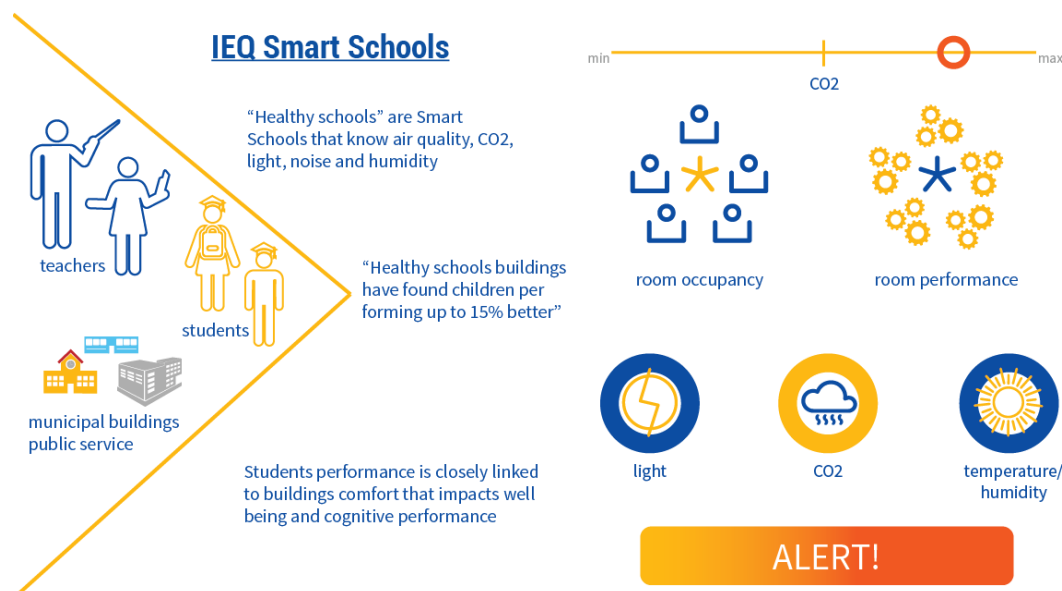 IEQ Smart Schools
“Healthy schools” are Smart
Schools that know air quality, CO2,
light, noise and humidity
teachers
students
“Healthy schools buildings
have found children per
forming up to 15% better”
municipal buildings
public service
Students performance is closely linked
to buildings comfort that impacts well
being and cognitive performance
min
max
CO2
room occupancy
room performance
light
CO2
temperature/
humidity
ALERT!